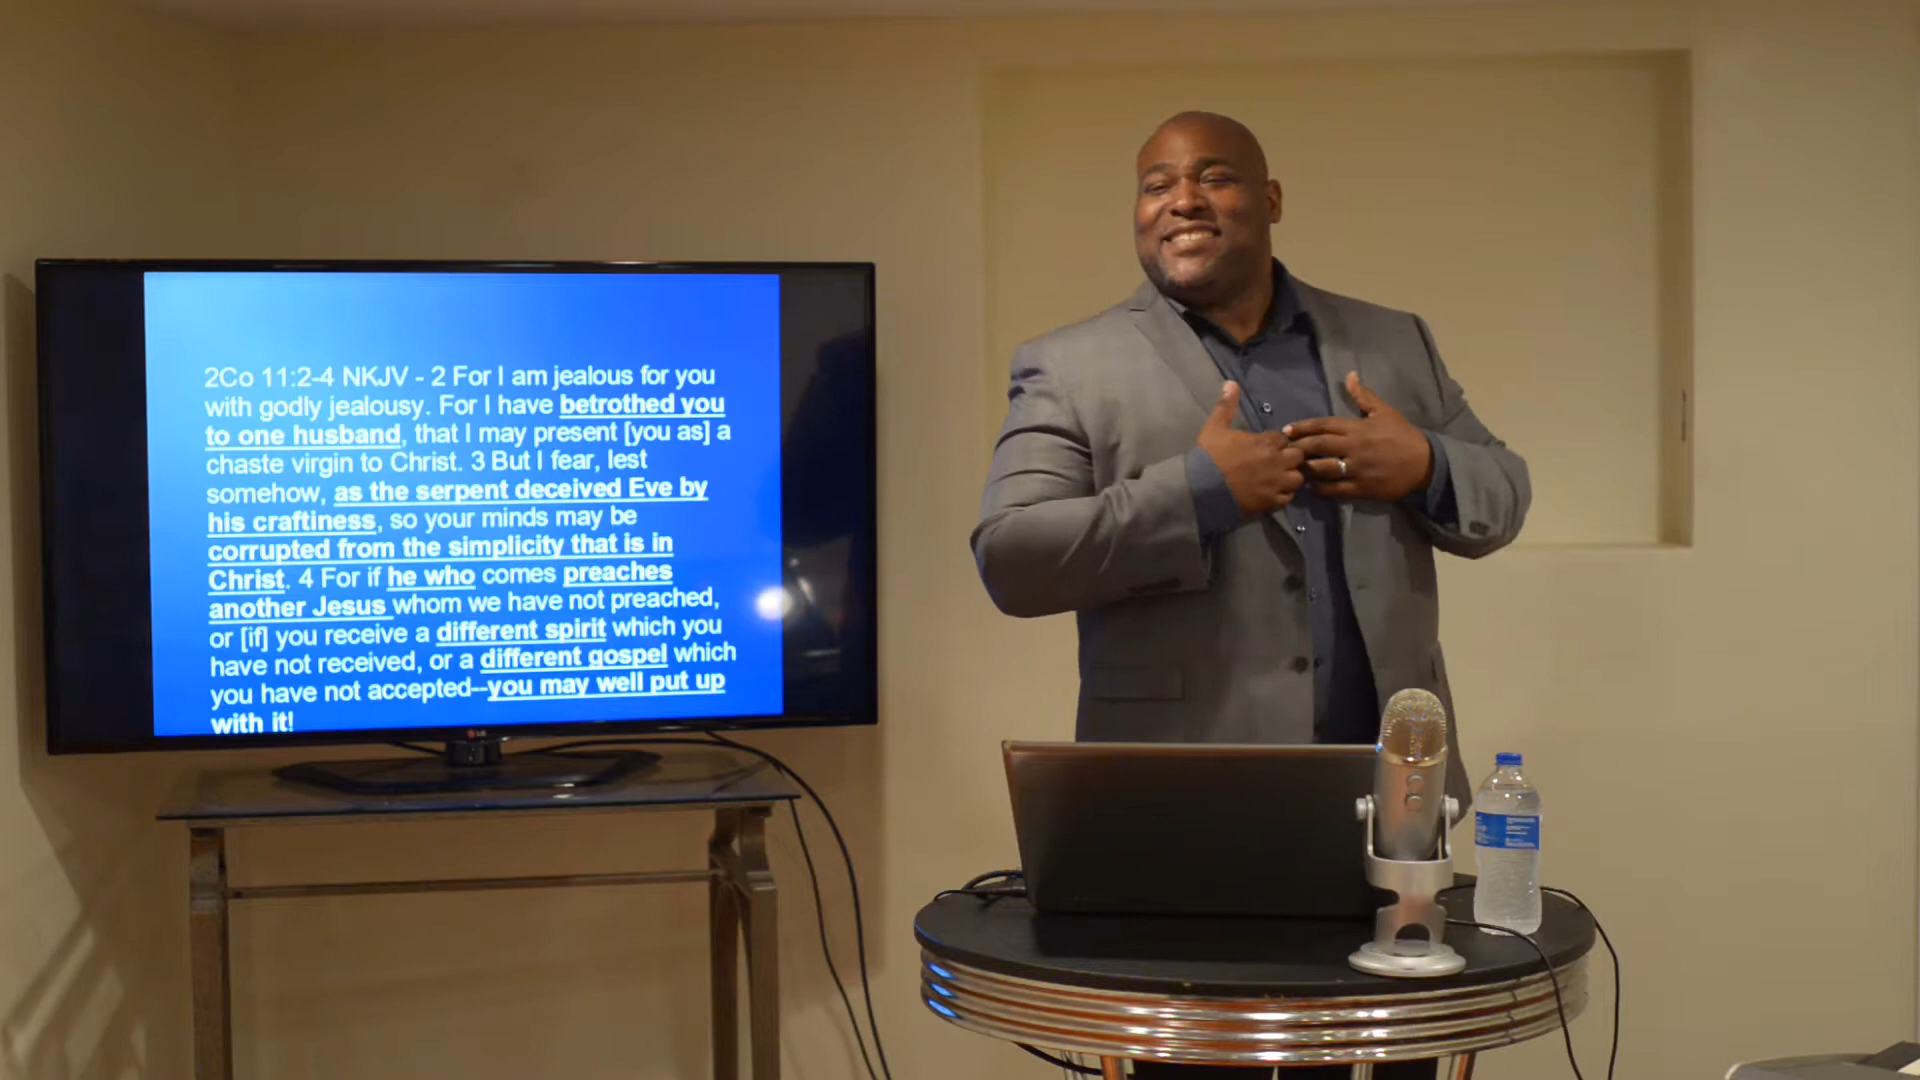 2Co 11:2-4 NKJV - 2 For I am jealous for you
with godly jealousy. For I have betrothed you
to one husband, that I may present [you as] a
chaste virgin to Christ. 3 But I fear, lest
somehow, as the serpent deceived Eve by
his craftiness, so your minds may be
corrupted from the simplicity that is in
Christ. 4 For if he who comes preaches
another Jesus whom we have not preached,
or [if] you receive a different spirit which you
have not received, or a different gospel which
you have not accepted--you may well put up
with it!
LG